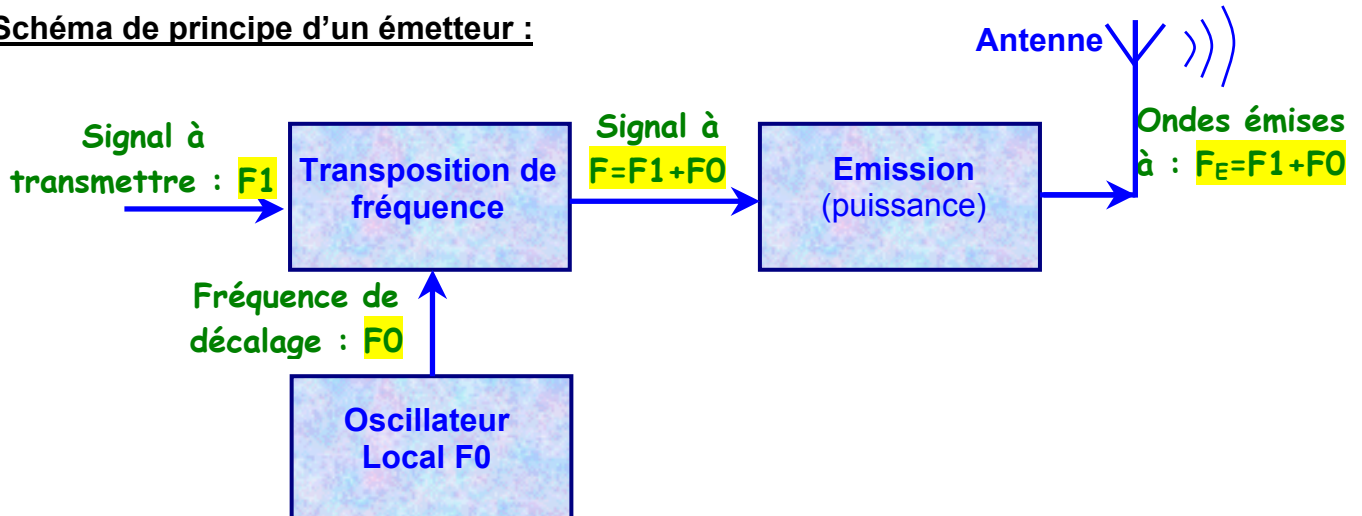 Schéma de principe d’un émetteur :
Antenne
Signal à
transmettre : F1
Transposition de
fréquence
Signal à
F=F1+F0
Emission
(puissance)
Ondes émises
à : FE=F1+F0
Fréquence de
décalage : F0
Oscillateur
Local F0